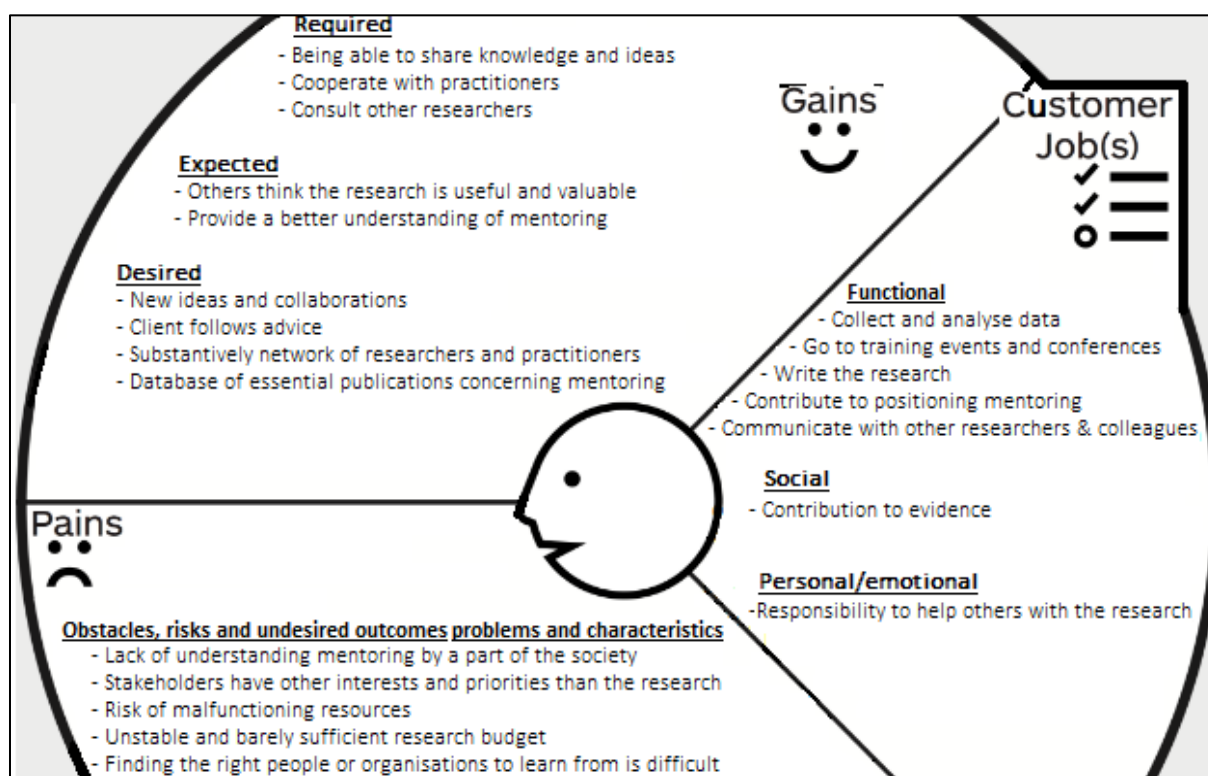 Required
- Being able to share knowledge and ideas
- Cooperate with practitioners
- Consult other researchers
Gains
Expected
- Others think the research is useful and valuable
- Provide a better understanding of mentoring
Desired
- New ideas and collaborations
- Client follows advice
- Substantively network of researchers and practitioners
- Database of essential publications concerning mentoring
Customer
Job(s)
Functional
- Collect and analyse data
- Go to training events and conferences
- Write the research
- Contribute to positioning mentoring
- Communicate with other researchers & colleagues
Social
- Contribution to evidence
Personal/emotional
-Responsibility to help others with the research
Pains
Obstacles, risks and undesired outcomes problems and characteristics
- Lack of understanding mentoring by a part of the society
- Stakeholders have other interests and priorities than the research
- Risk of malfunctioning resources
- Unstable and barely sufficient research budget
- Finding the right people or organisations to learn from is difficult